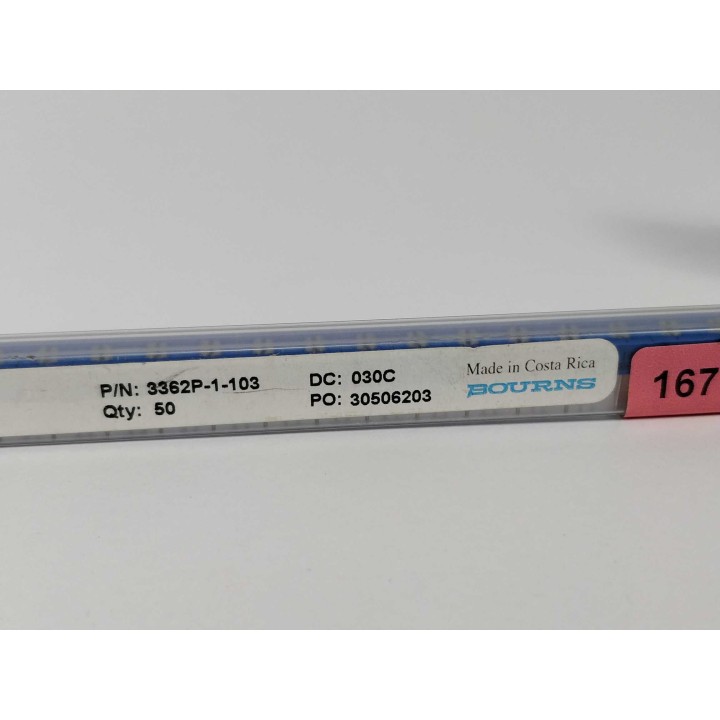 P/N: 3362P-1-103
Qty: 50
DC: 030C
PO: 30506203
Made in Costa Rica
BOURNS
167